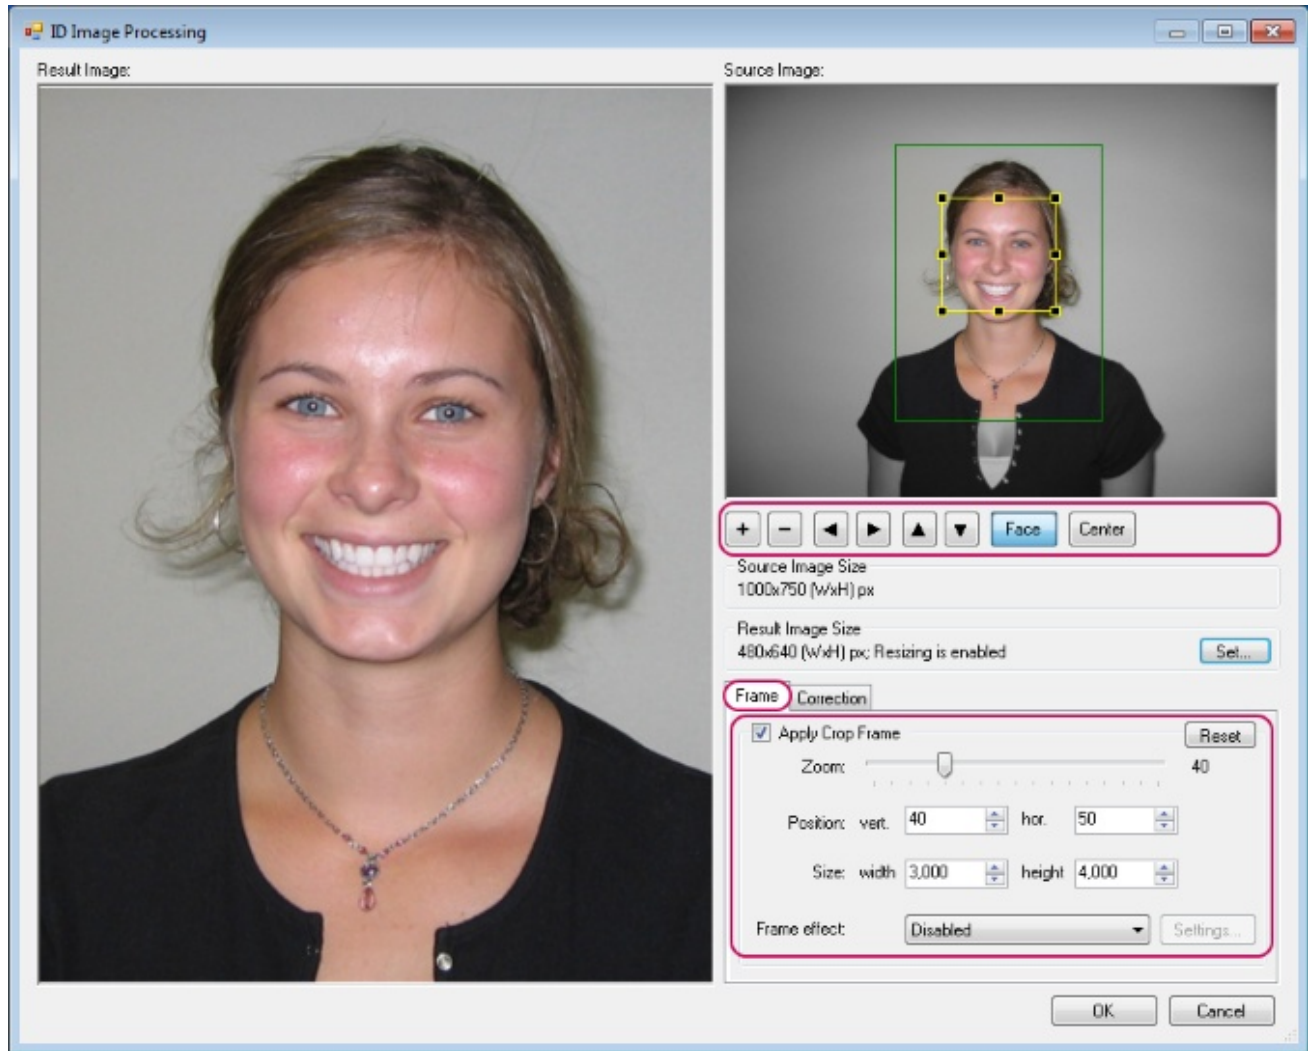 ID Image Processing
Result Image:
Source Image:
+ - Face Center
Source Image Size
1000x750 (WxH) px
Result Image Size
480x640 (WxH) px; Resizing is enabled
Set...
Frame Correction
Apply Crop Frame
Reset
Zoom: 40
Position: vert. 40 hor. 50
Size: width 3,000 height 4,000
Frame effect: Disabled Settings...
OK Cancel